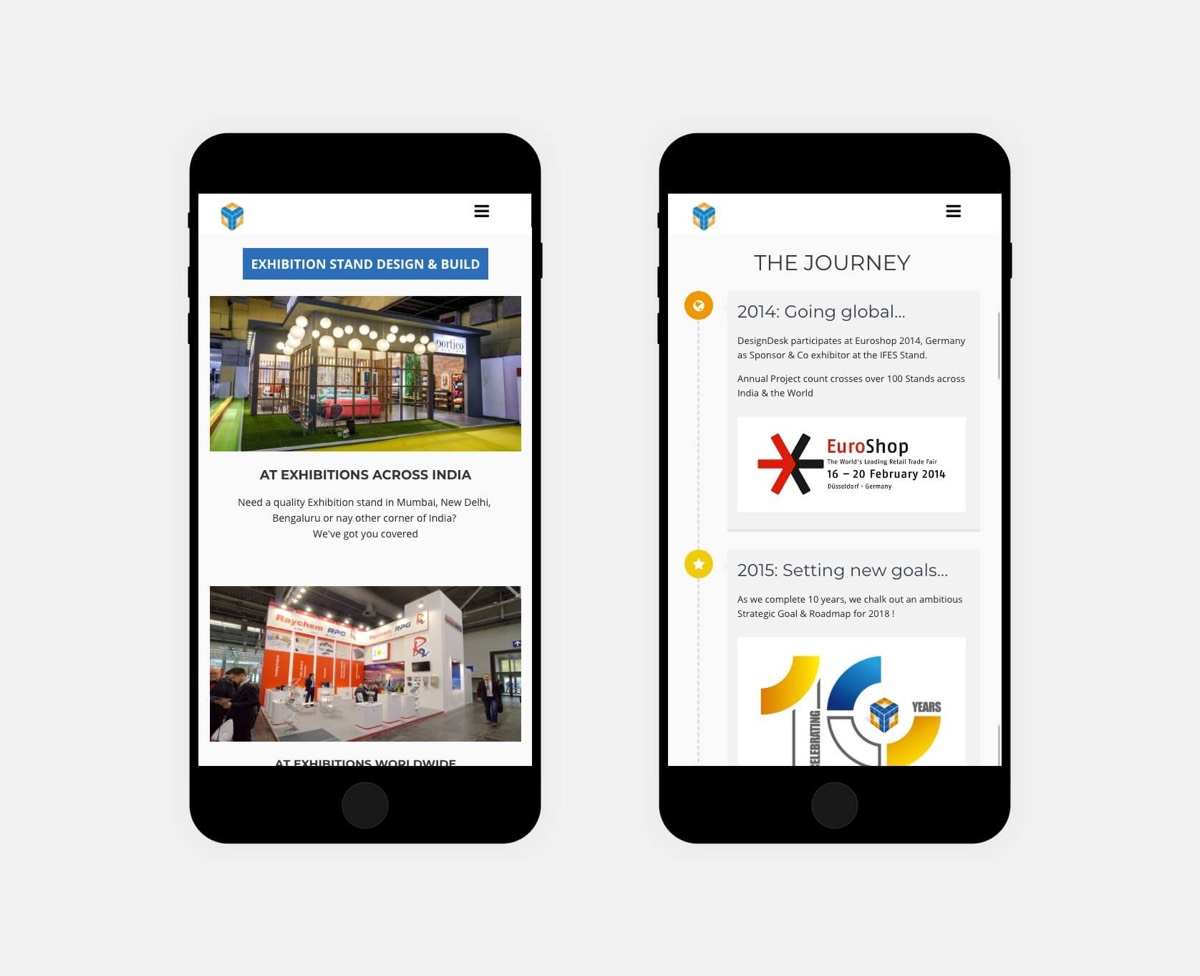 EXHIBITION STAND DESIGN & BUILD
portico
AT EXHIBITIONS ACROSS INDIA
Need a quality Exhibition stand in Mumbai, New Delhi,
Bengaluru or nay other corner of India?
We've got you covered
Raychem RPG
Raychem RPG
AT EXHIBITIONS WORLDWIDE
THE JOURNEY
2014: Going global...
DesignDesk participates at Euroshop 2014, Germany
as Sponsor & Co exhibitor at the IFES Stand.
Annual Project count crosses over 100 Stands across
India & the World
EuroShop
The World's Leading Retail Trade Fair
16 – 20 February 2014
Düsseldorf • Germany
2015: Setting new goals...
As we complete 10 years, we chalk out an ambitious
Strategic Goal & Roadmap for 2018 !
10
CELEBRATING
YEARS